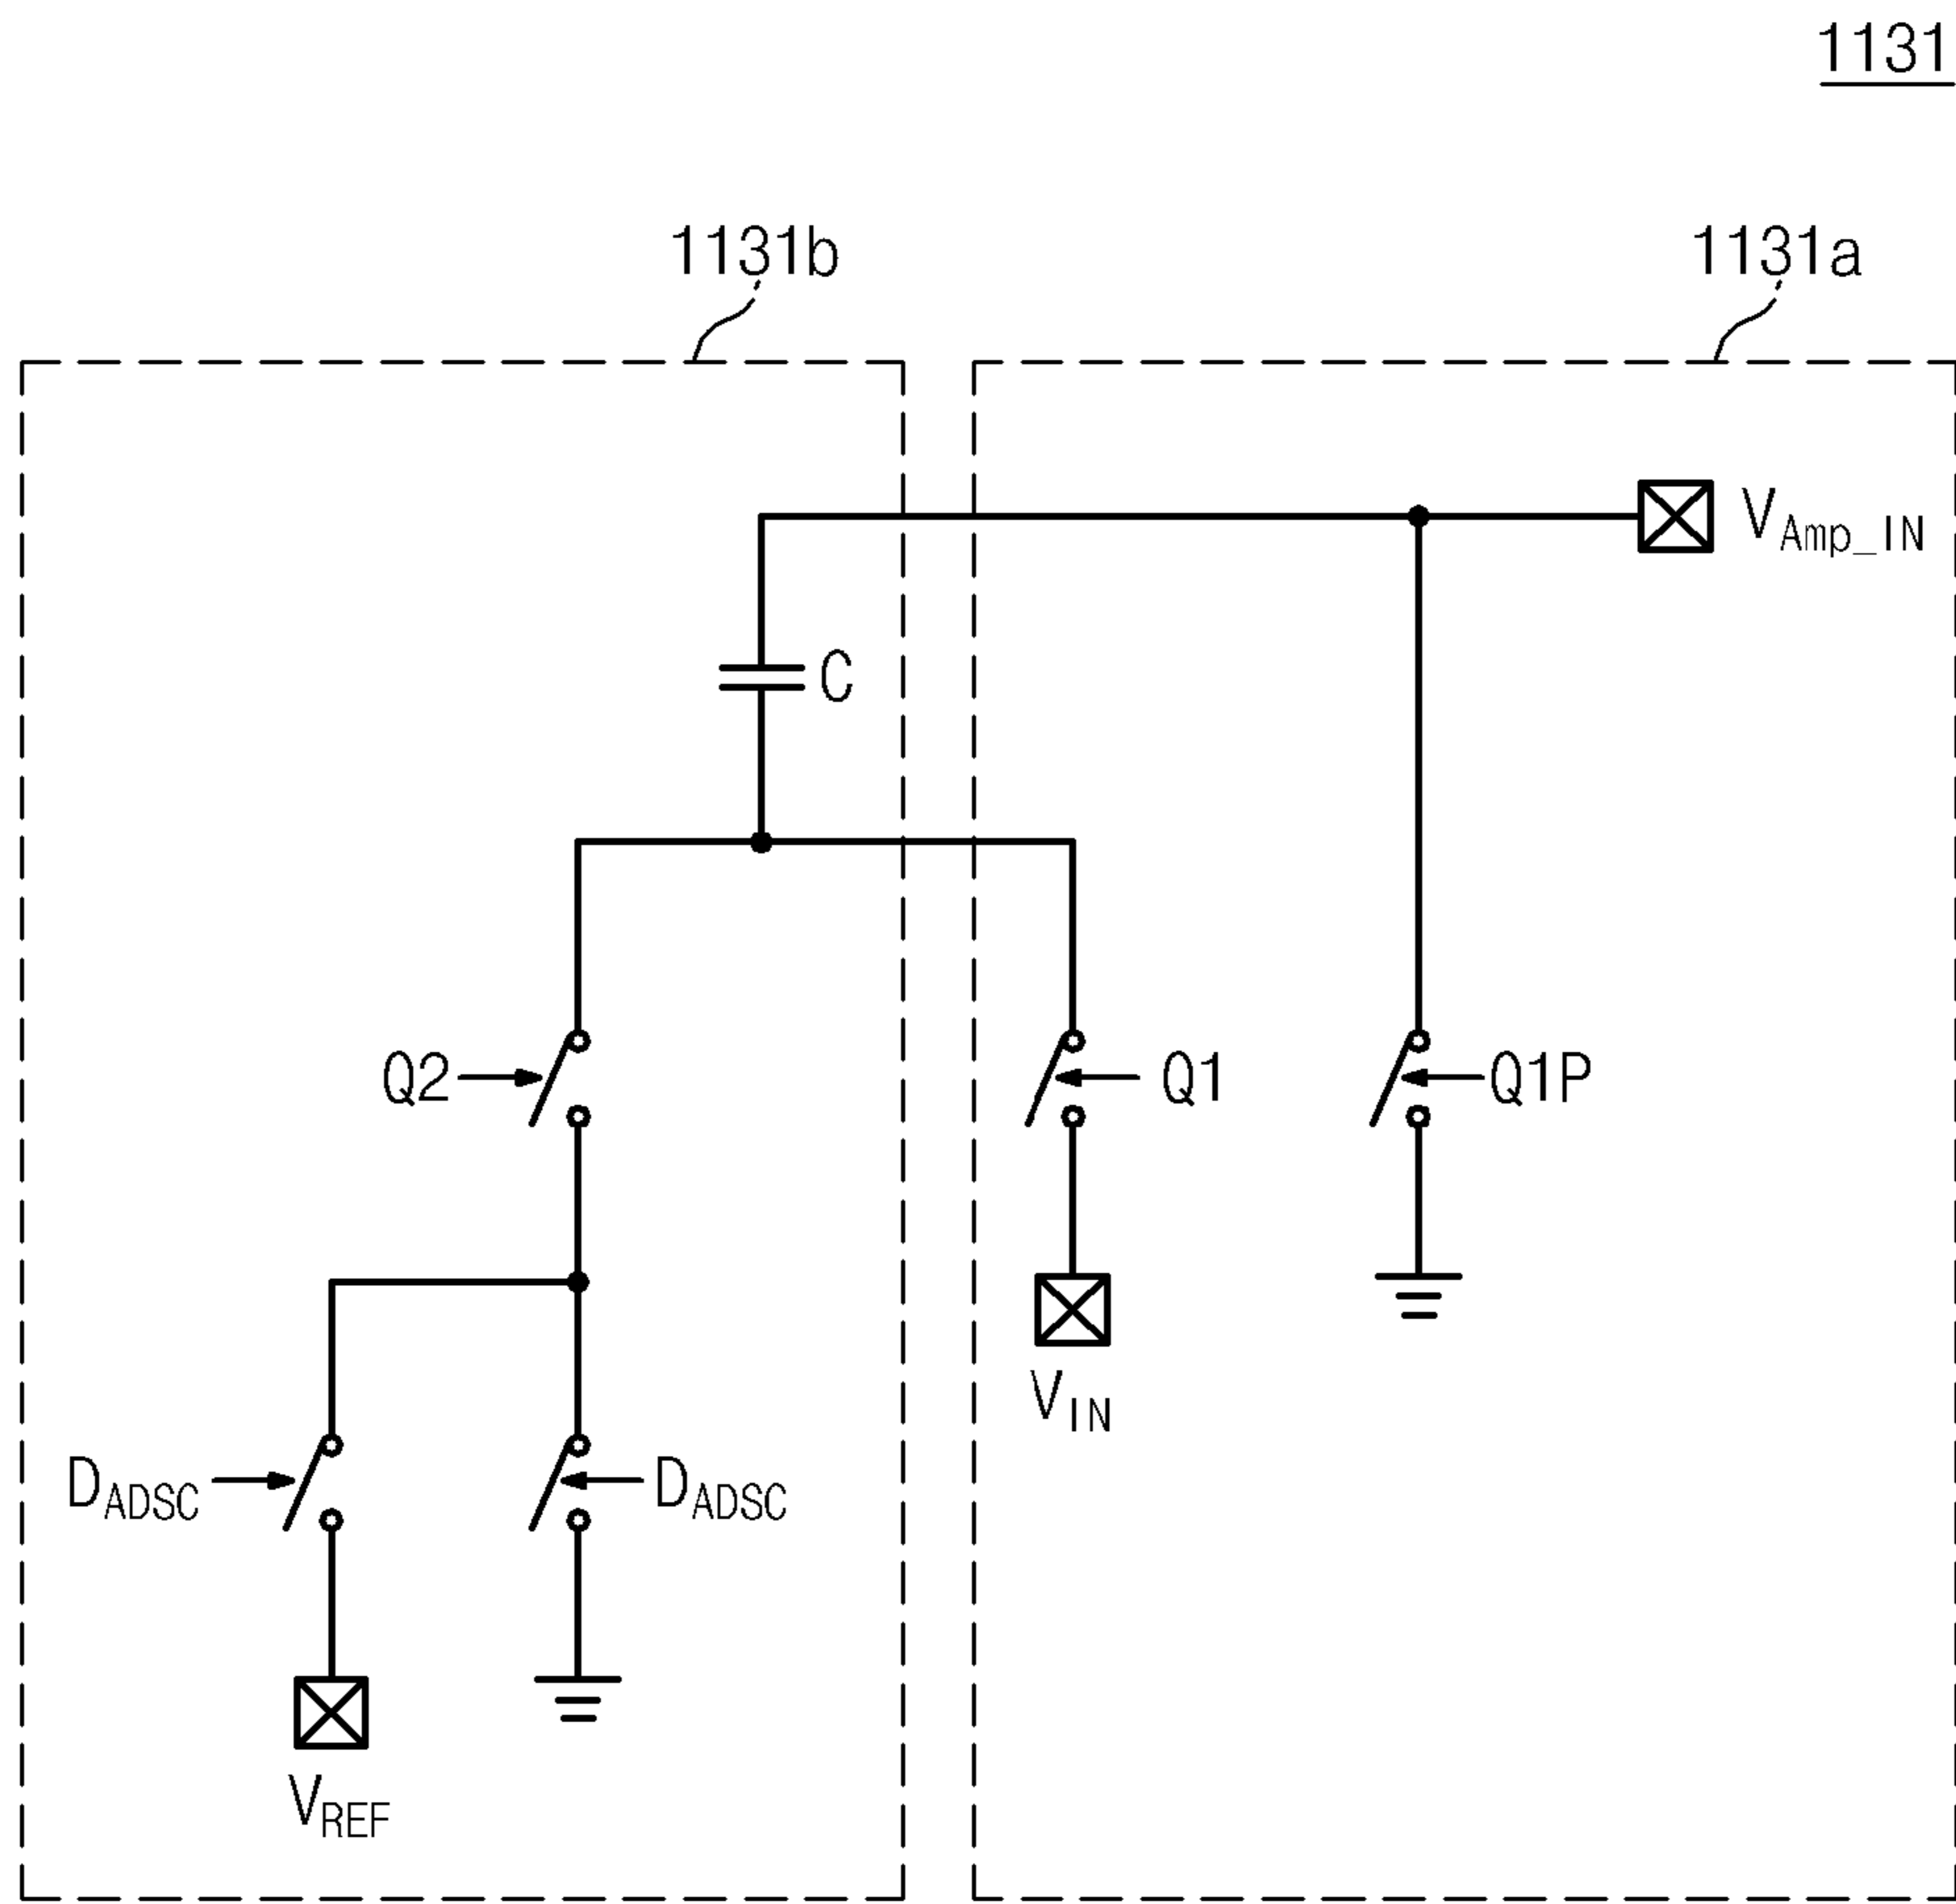 1131
1131b
1131a
V_Amp_IN
C
Q2
Q1
Q1P
V_IN
D_ADSC
D_ADSC
V_REF